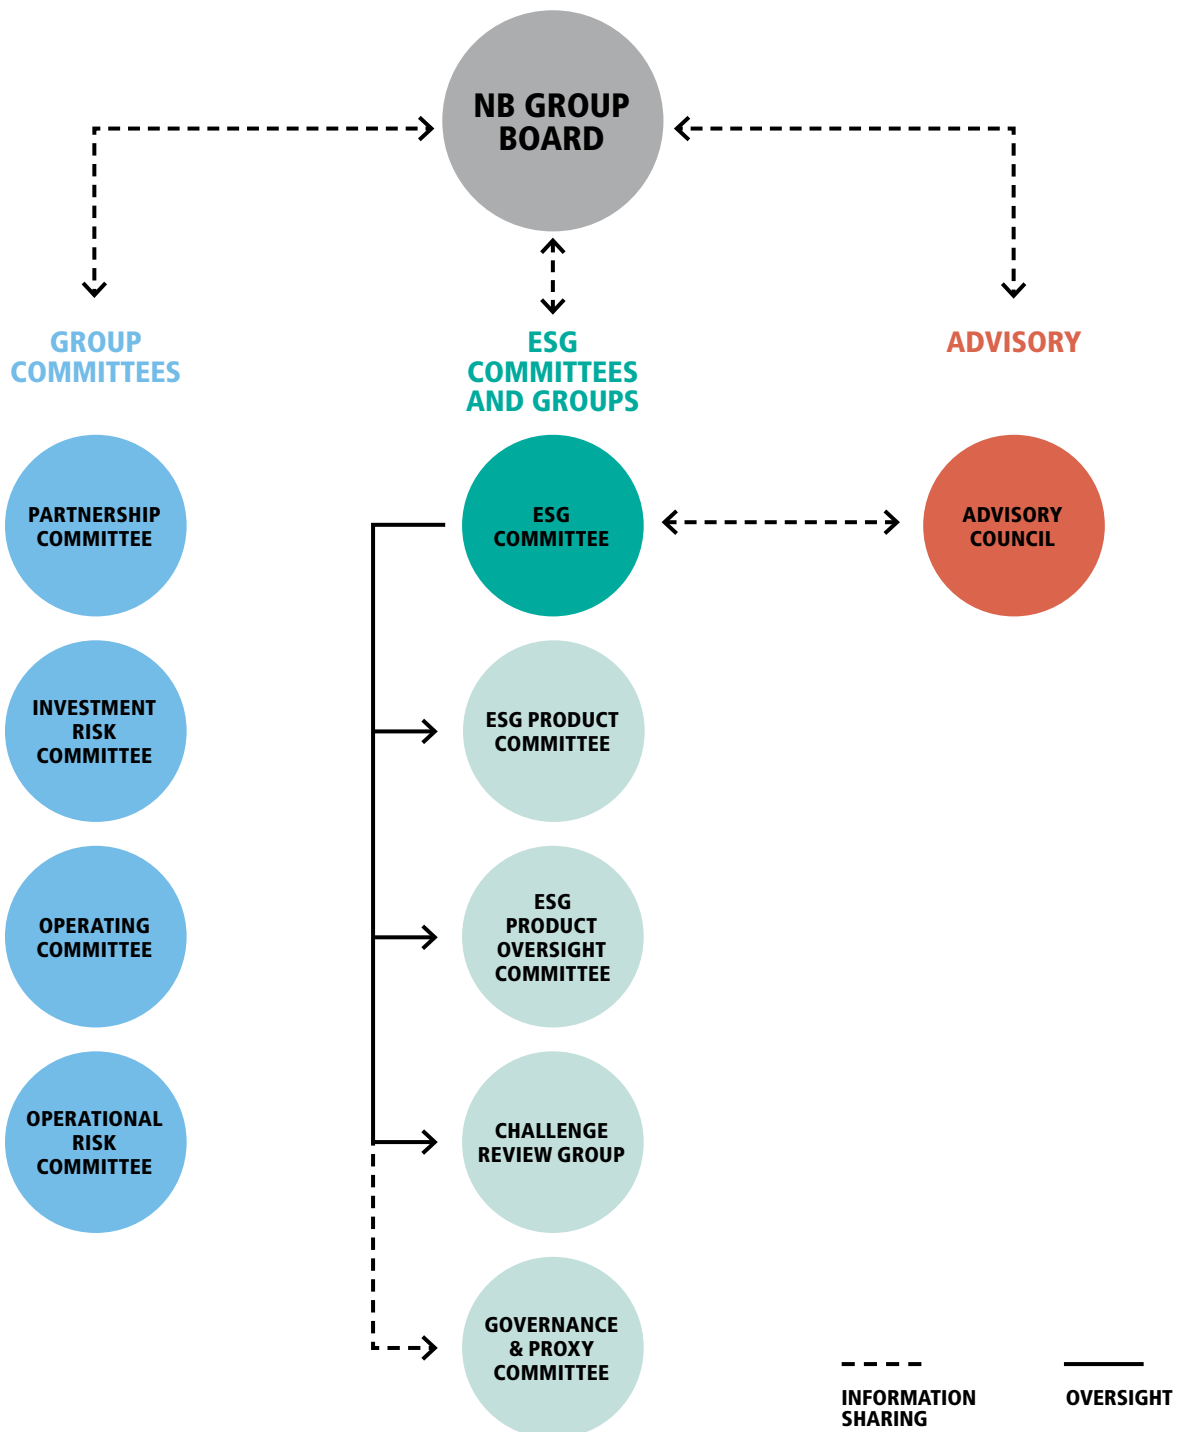 NB GROUP
BOARD
GROUP
COMMITTEES
ESG
COMMITTEES
AND GROUPS
ADVISORY
PARTNERSHIP
COMMITTEE
ESG
COMMITTEE
ADVISORY
COUNCIL
INVESTMENT
RISK
COMMITTEE
ESG PRODUCT
COMMITTEE
OPERATING
COMMITTEE
ESG
PRODUCT
OVERSIGHT
COMMITTEE
OPERATIONAL
RISK
COMMITTEE
CHALLENGE
REVIEW GROUP
GOVERNANCE
& PROXY
COMMITTEE
INFORMATION
SHARING
OVERSIGHT